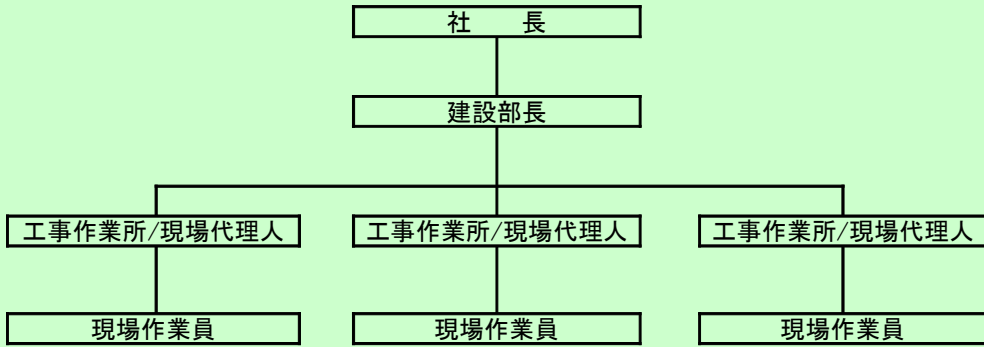 社　　長
建設部長
工事作業所/現場代理人　工事作業所/現場代理人　工事作業所/現場代理人
現場作業員　現場作業員　現場作業員